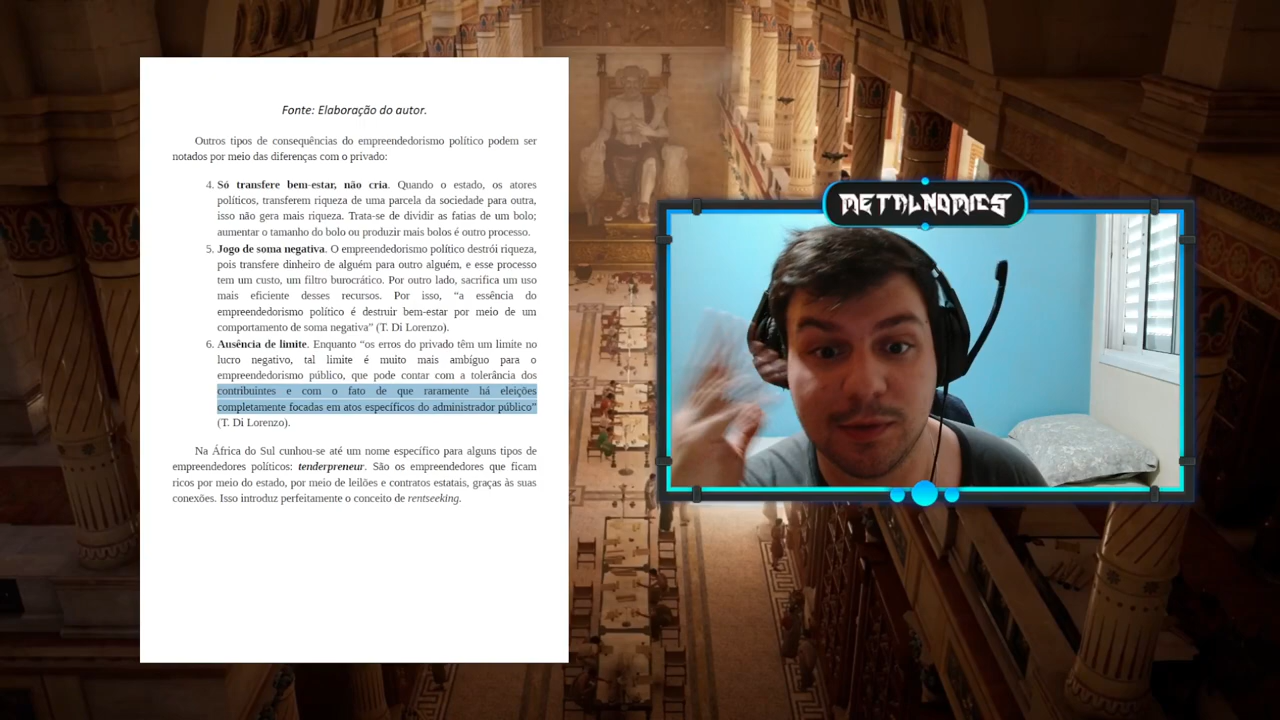 Fonte: Elaboração do autor.
Outros tipos de consequências do empreendedorismo político podem ser
notados por meio das diferenças com o privado:
4. Só transfere bem-estar, não cria. Quando o estado, os atores
políticos, transferem riqueza de uma parcela da sociedade para outra,
isso não gera mais riqueza. Trata-se de dividir as fatias de um bolo;
aumentar o tamanho do bolo ou produzir mais bolos é outro processo.
5. Jogo de soma negativa. O empreendedorismo político destrói riqueza,
pois transfere dinheiro de alguém para outro alguém, e esse processo
tem um custo, um filtro burocrático. Por outro lado, sacrifica um uso
mais eficiente desses recursos. Por isso, “a essência do
empreendedorismo político é destruir bem-estar por meio de um
comportamento de soma negativa” (T. Di Lorenzo).
6. Ausência de limite. Enquanto “os erros do privado têm um limite no
lucro negativo, tal limite é muito mais ambíguo para o
empreendedorismo público, que pode contar com a tolerância dos
contribuintes e com o fato de que raramente há eleições
completamente focadas em atos específicos do administrador público”
(T. Di Lorenzo).
Na África do Sul cunhou-se até um nome específico para alguns tipos de
empreendedores políticos: tenderpreneur. São os empreendedores que ficam
ricos por meio do estado, por meio de leilões e contratos estatais, graças às suas
conexões. Isso introduz perfeitamente o conceito de rentseeking.
METALNOMICS